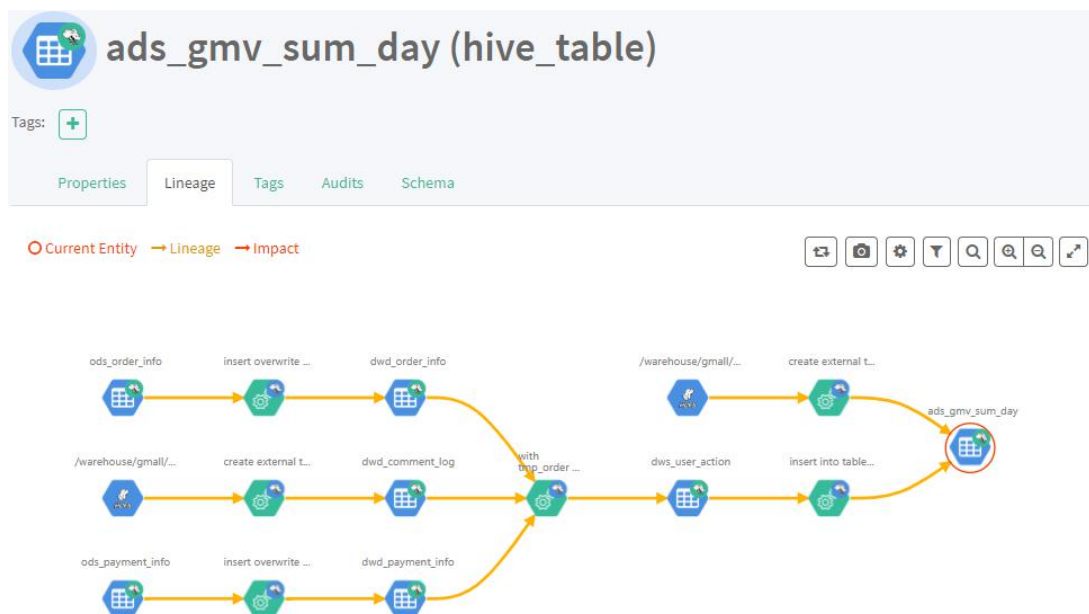 ads_gmv_sum_day (hive_table)
Tags:
Properties Lineage Tags Audits Schema
Current Entity Lineage Impact
ods_order_info insert overwrite ... dwd_order_info /warehouse/gmall/... create external t...
ads_gmv_sum_day
/warehouse/gmall/... create external t... dwd_comment_log with dws_user_action insert into table...
tmp_order ...
ods_payment_info insert overwrite ... dwd_payment_info